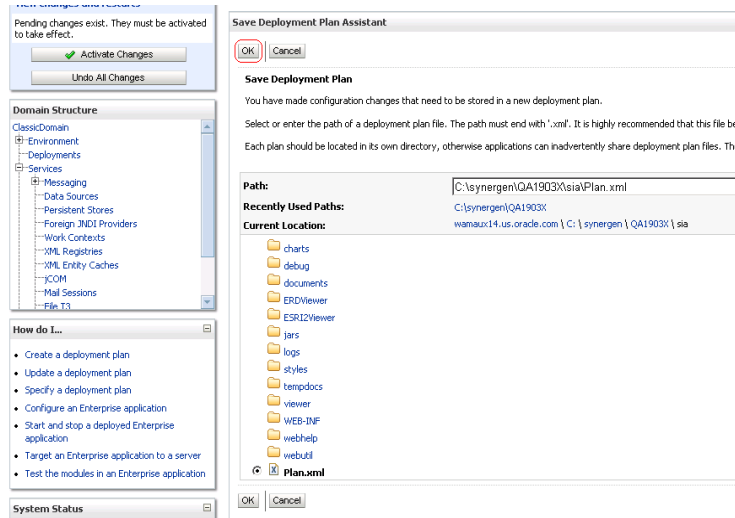 View changes and restarts
Pending changes exist. They must be activated
to take effect.
Activate Changes
Undo All Changes
Domain Structure
ClassicDomain
Environment
Deployments
Services
Messaging
Data Sources
Persistent Stores
Foreign JNDI Providers
Work Contexts
XML Registries
XML Entity Caches
jCOM
Mail Sessions
File T3
How do I...
Create a deployment plan
Update a deployment plan
Specify a deployment plan
Configure an Enterprise application
Start and stop a deployed Enterprise
application
Target an Enterprise application to a server
Test the modules in an Enterprise application
System Status
Save Deployment Plan Assistant
OK Cancel
Save Deployment Plan
You have made configuration changes that need to be stored in a new deployment plan.
Select or enter the path of a deployment plan file. The path must end with '.xml'. It is highly recommended that this file be
Each plan should be located in its own directory, otherwise applications can inadvertently share deployment plan files. The
Path: C:\synergen\QA1903X\sia\Plan.xml
Recently Used Paths: C:\synergen\QA1903X
Current Location: wamaux14.us.oracle.com \ C: \ synergen \ QA1903X \ sia
charts
debug
documents
ERDViewer
ESRI2Viewer
jars
logs
styles
tempdocs
viewer
WEB-INF
webhelp
webutil
Plan.xml
OK Cancel